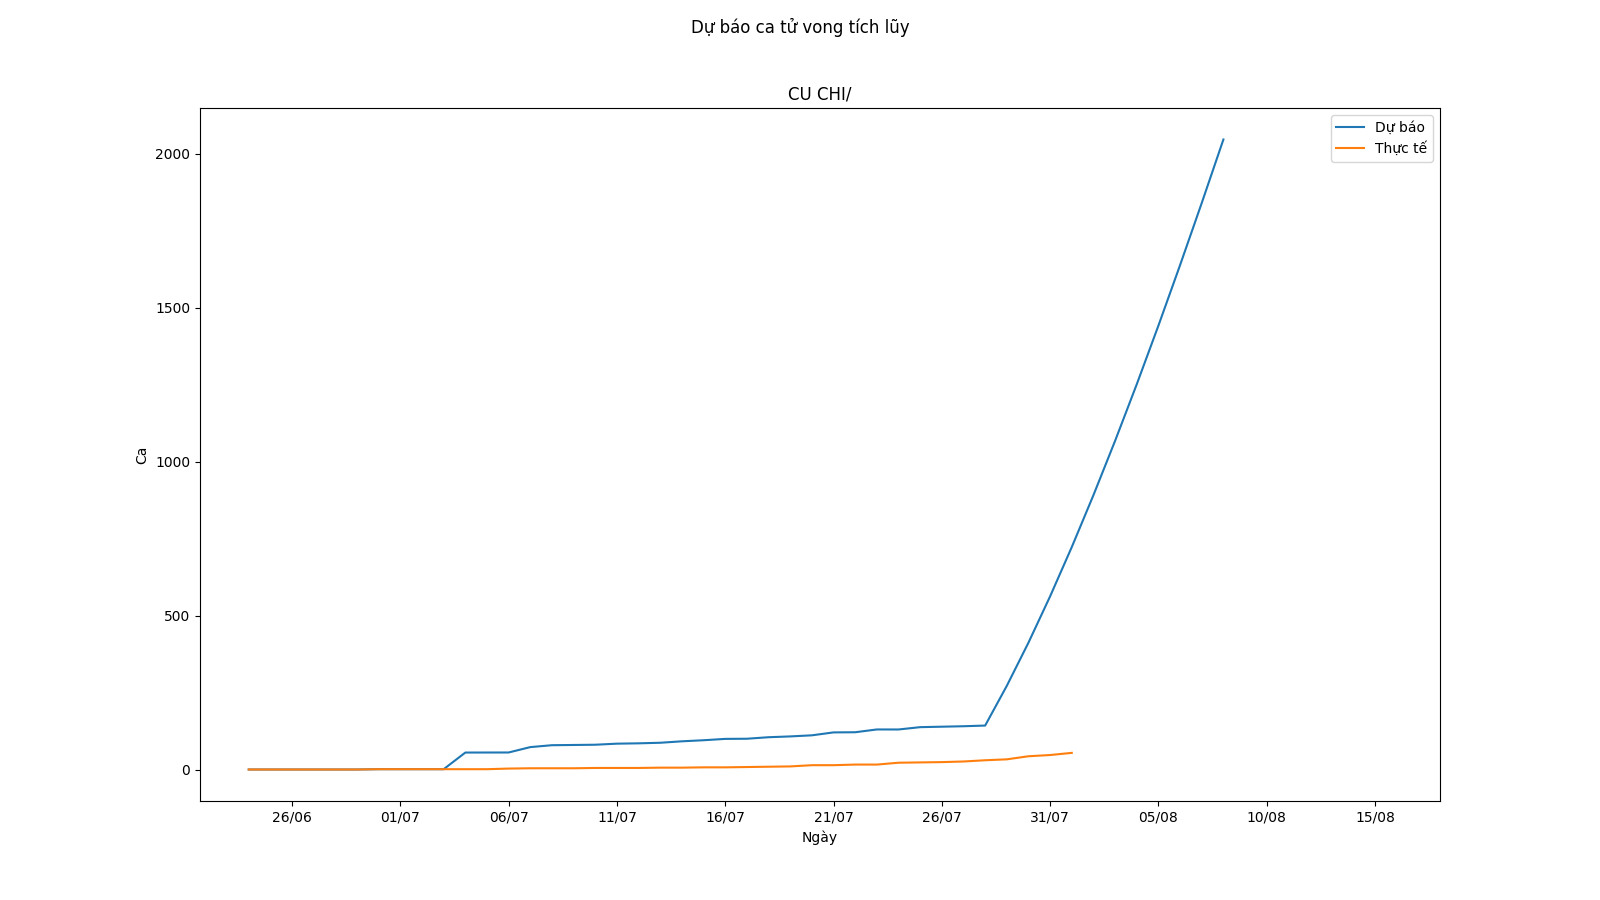 Dự báo ca tử vong tích lũy
CU CHI/
Dự báo
Thực tế
2000
1500
1000
500
0
Ca
26/06 01/07 06/07 11/07 16/07 21/07 26/07 31/07 05/08 10/08 15/08
Ngày